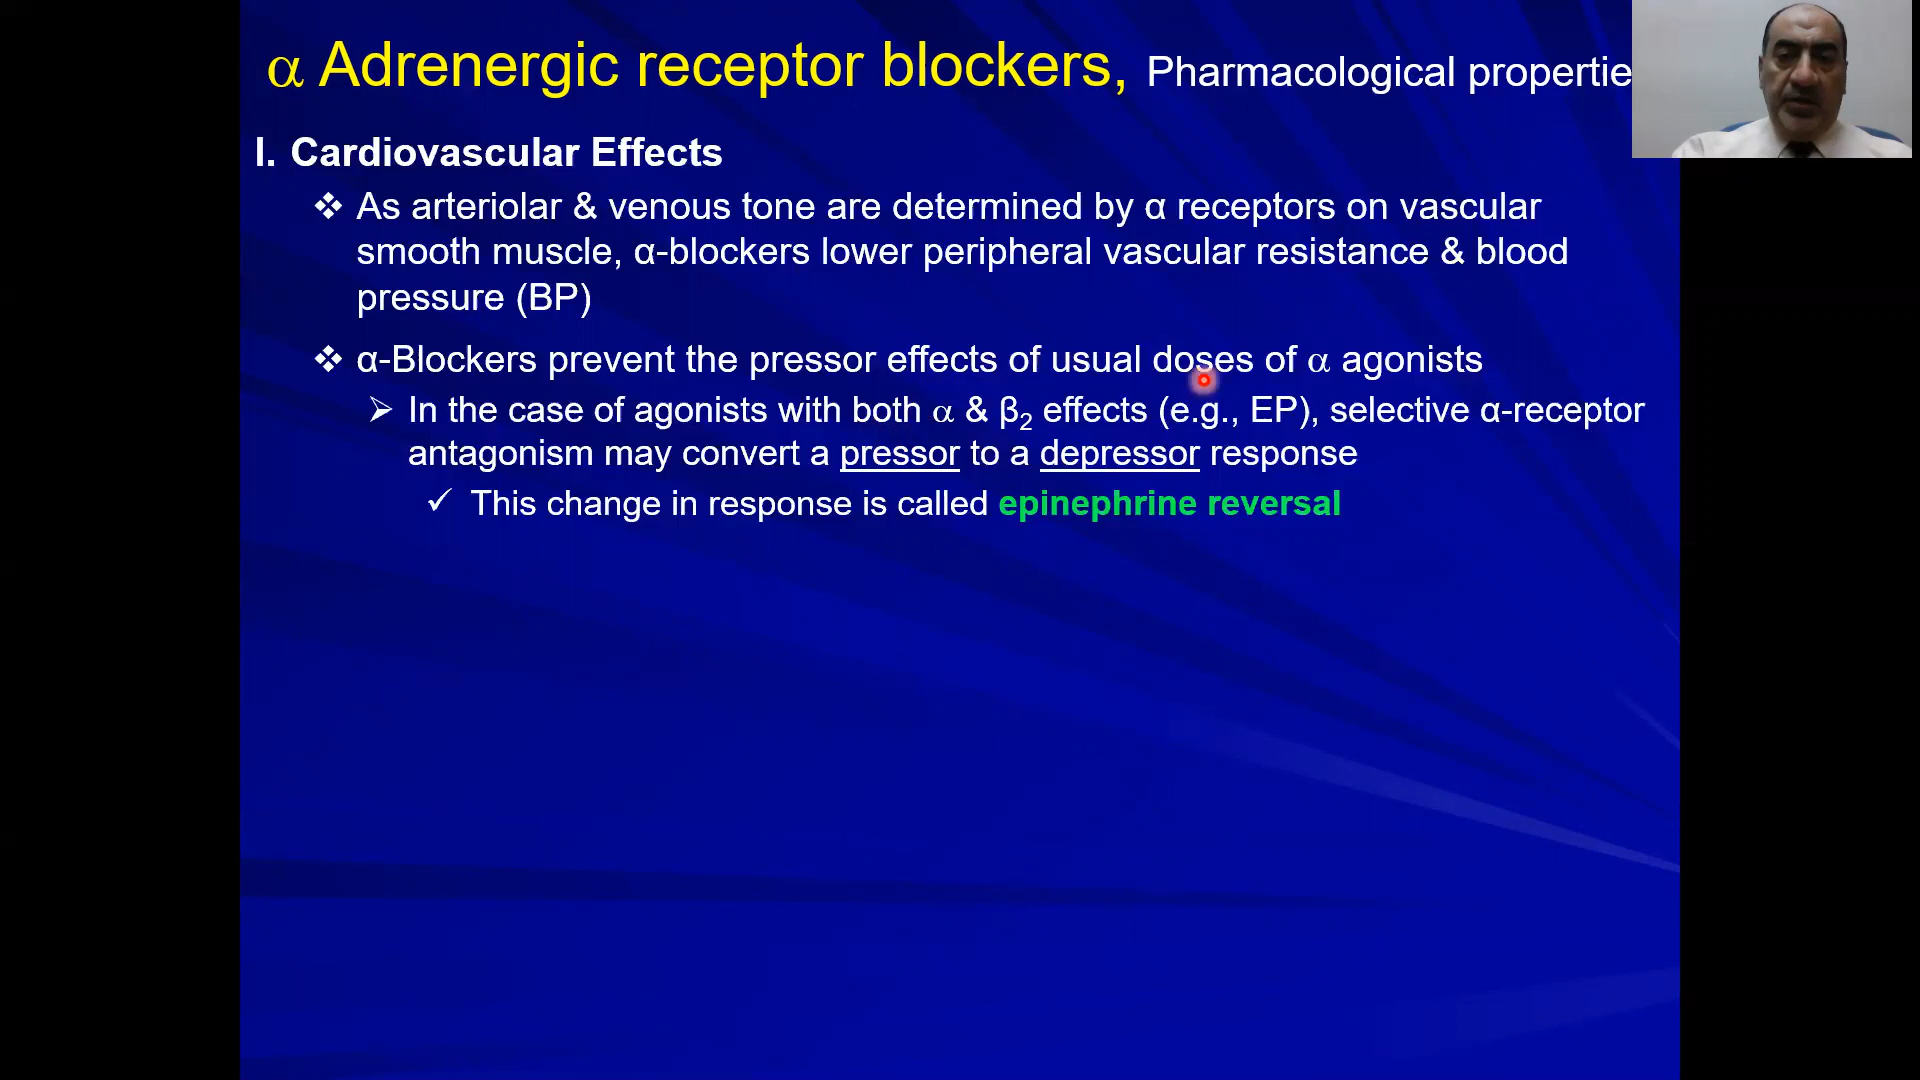 α Adrenergic receptor blockers, Pharmacological propertie
I. Cardiovascular Effects
❖ As arteriolar & venous tone are determined by α receptors on vascular
smooth muscle, α-blockers lower peripheral vascular resistance & blood
pressure (BP)
❖ α-Blockers prevent the pressor effects of usual doses of α agonists
➢ In the case of agonists with both α & β₂ effects (e.g., EP), selective α-receptor
antagonism may convert a pressor to a depressor response
✓ This change in response is called epinephrine reversal